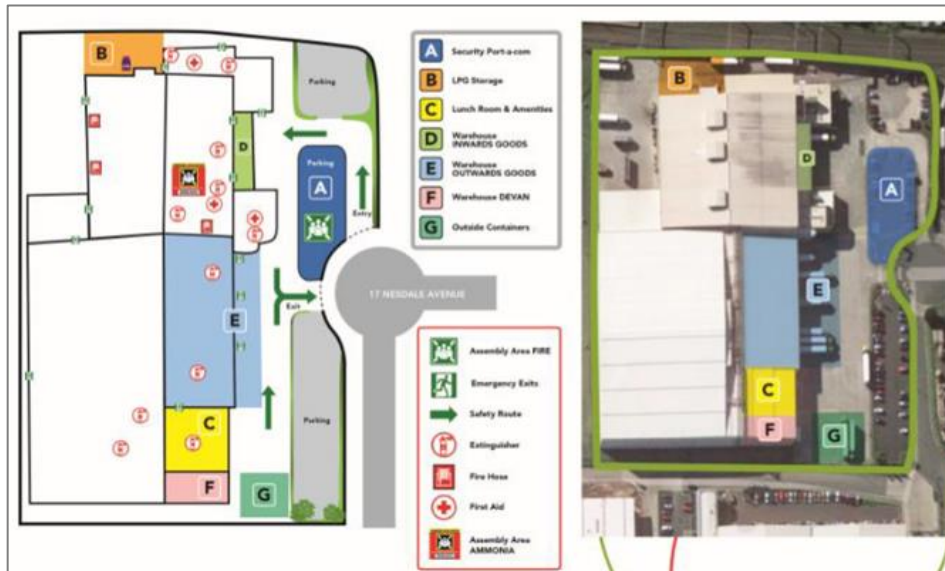 B
Parking
D
Parking
A
Entry
17 NESDALE AVENUE
Exit
E
Parking
C
F
G
A Security Port-a-com
B LPG Storage
C Lunch Room & Amenities
D Warehouse
INWARDS GOODS
E Warehouse
OUTWARDS GOODS
F Warehouse DEVAN
G Outside Containers
Assembly Area FIRE
Emergency Exits
Safety Route
Extinguisher
Fire Hose
First Aid
Assembly Area
AMMONIA
B
D
A
E
C
F
G